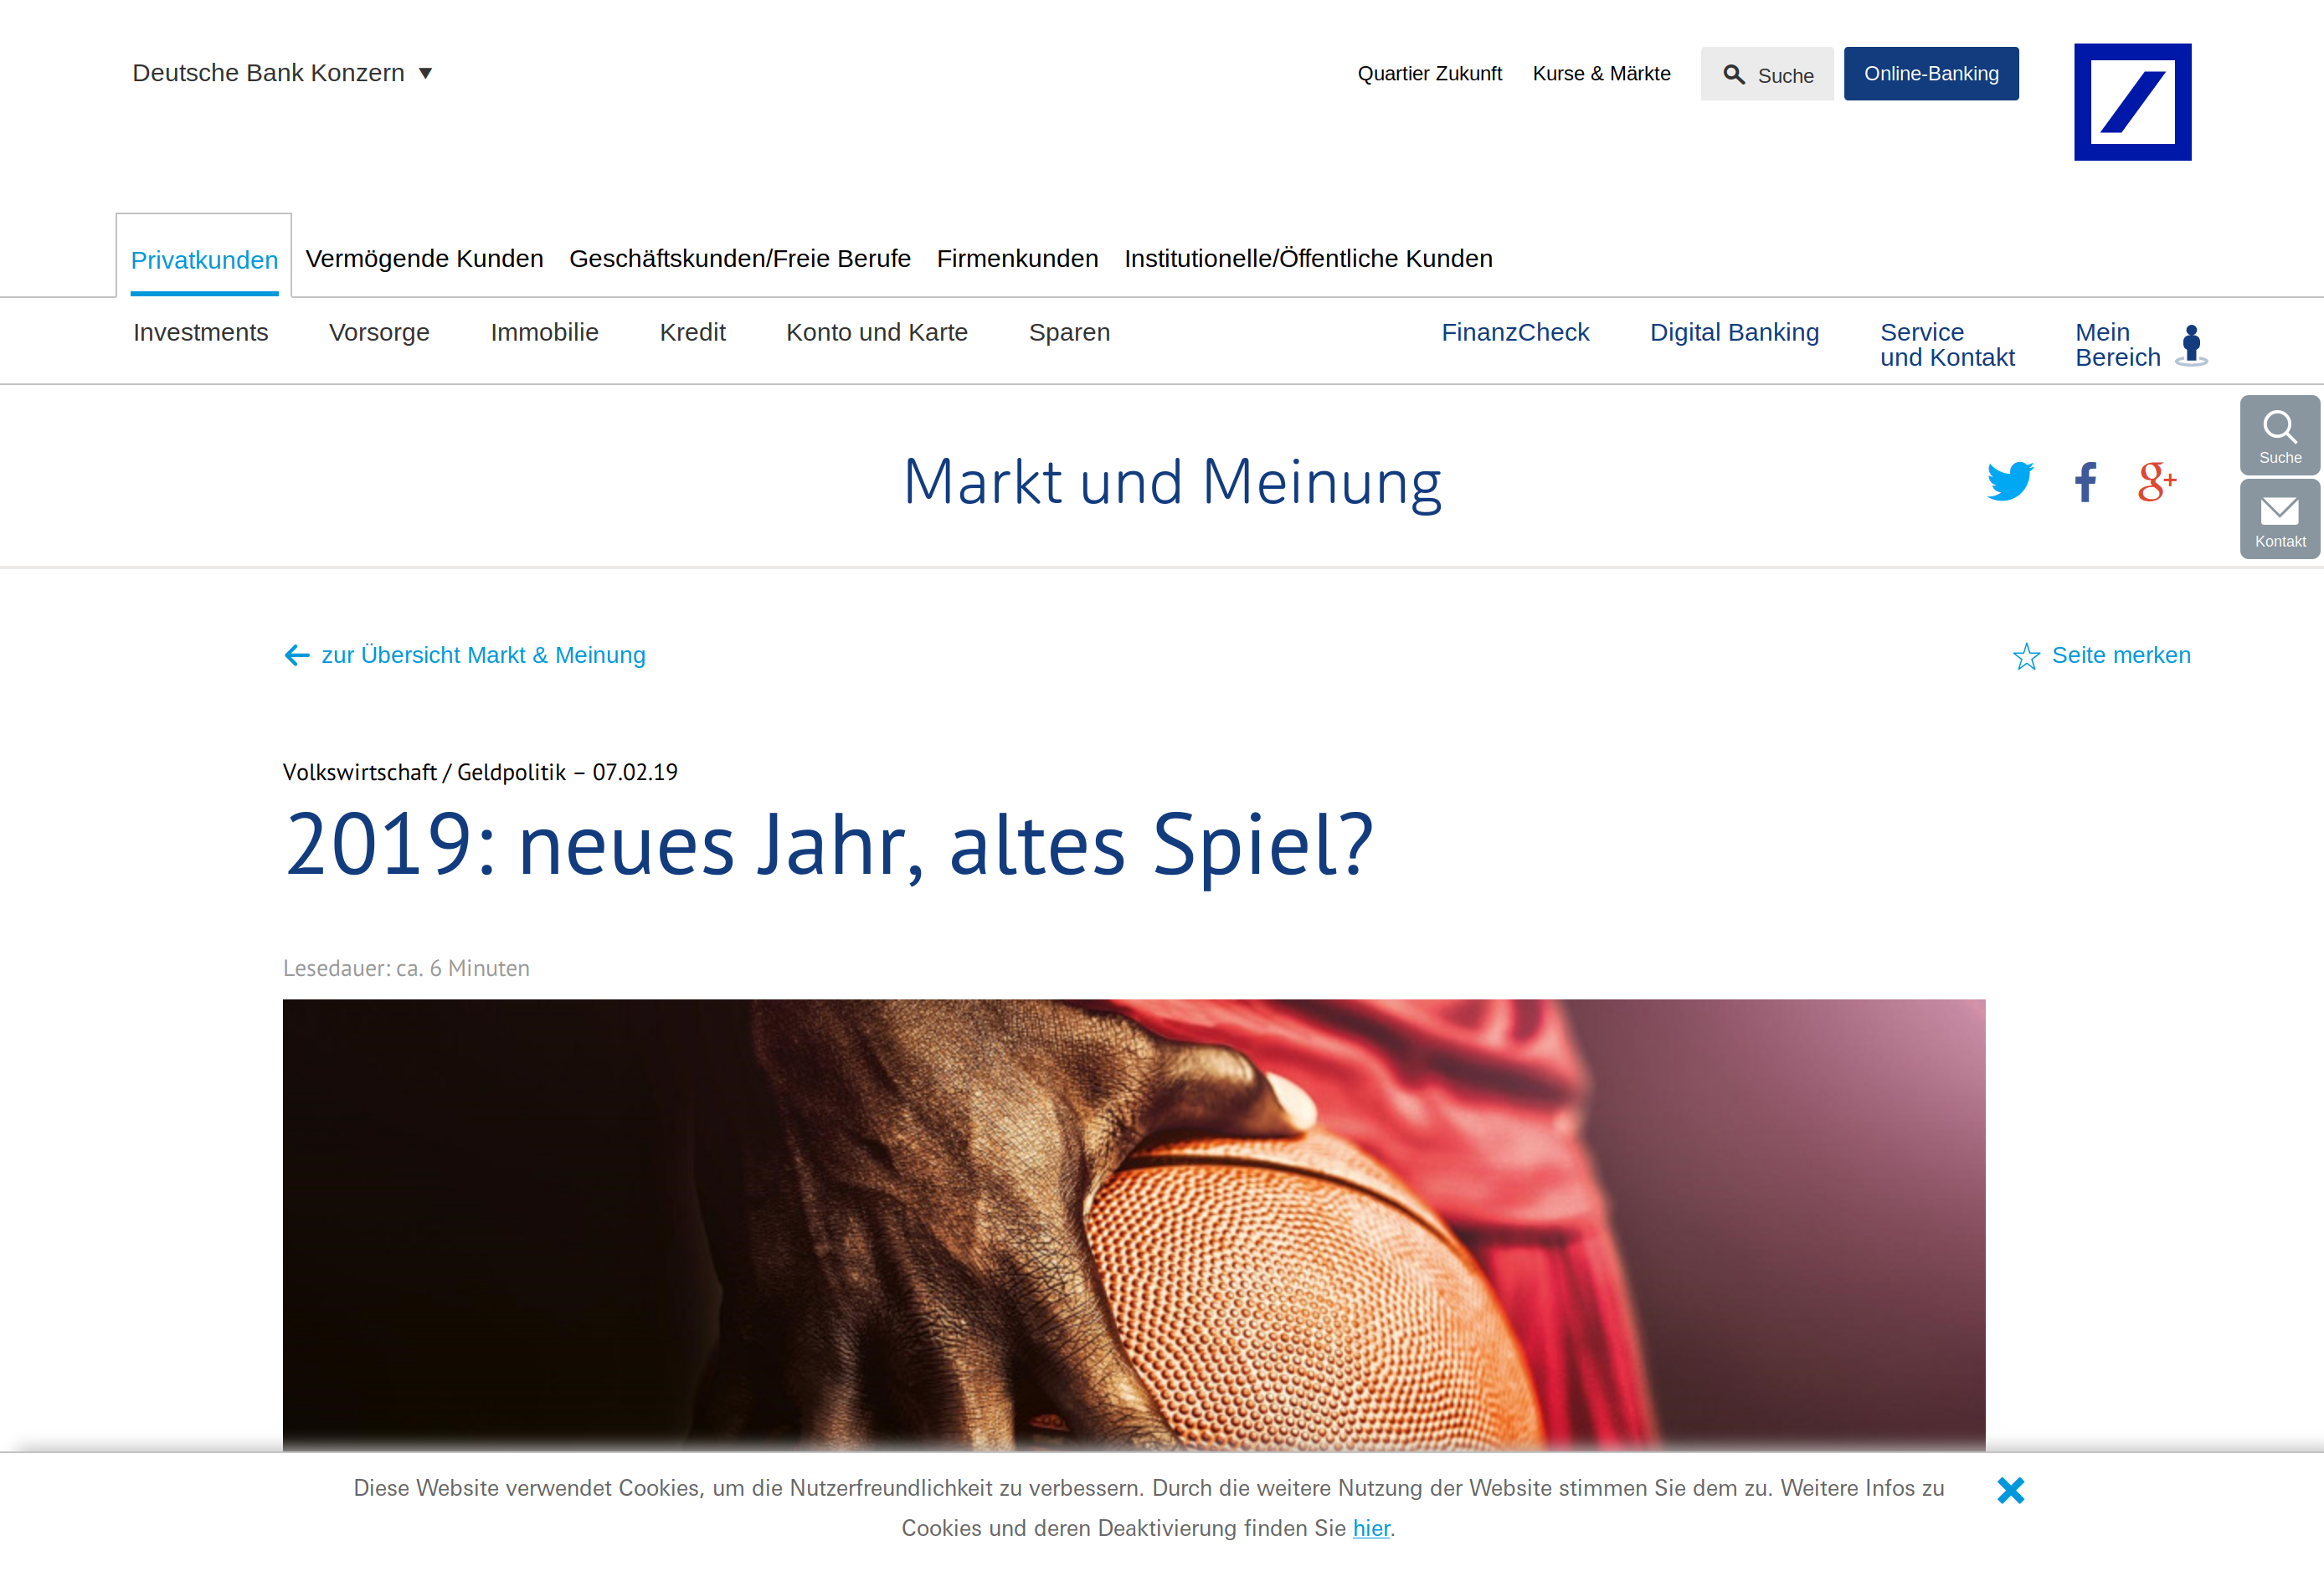 Deutsche Bank Konzern ▼
Quartier Zukunft
Kurse & Märkte
Suche
Online-Banking
Privatkunden
Vermögende Kunden
Geschäftskunden/Freie Berufe
Firmenkunden
Institutionelle/Öffentliche Kunden
Investments
Vorsorge
Immobilie
Kredit
Konto und Karte
Sparen
FinanzCheck
Digital Banking
Service
und Kontakt
Mein
Bereich
Markt und Meinung
Suche
Kontakt
zur Übersicht Markt & Meinung
Seite merken
Volkswirtschaft / Geldpolitik – 07.02.19
2019: neues Jahr, altes Spiel?
Lesedauer: ca. 6 Minuten
Diese Website verwendet Cookies, um die Nutzerfreundlichkeit zu verbessern. Durch die weitere Nutzung der Website stimmen Sie dem zu. Weitere Infos zu
Cookies und deren Deaktivierung finden Sie hier.